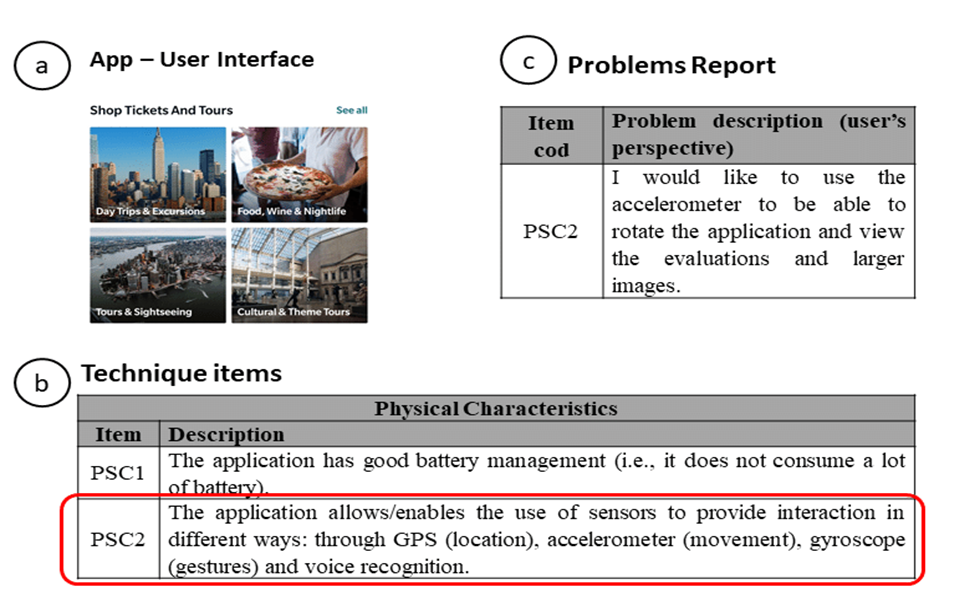 a
App – User Interface
Shop Tickets And Tours
See all
Day Trips & Excursions
Food, Wine & Nightlife
Tours & Sightseeing
Cultural & Theme Tours
c
Problems Report
Item
cod
Problem description (user's
perspective)
PSC2
I would like to use the
accelerometer to be able to
rotate the application and view
the evaluations and larger
images.
b
Technique items
Physical Characteristics
Item
Description
PSC1
The application has good battery management (i.e., it does not consume a lot
of battery).
PSC2
The application allows/enables the use of sensors to provide interaction in
different ways: through GPS (location), accelerometer (movement), gyroscope
(gestures) and voice recognition.